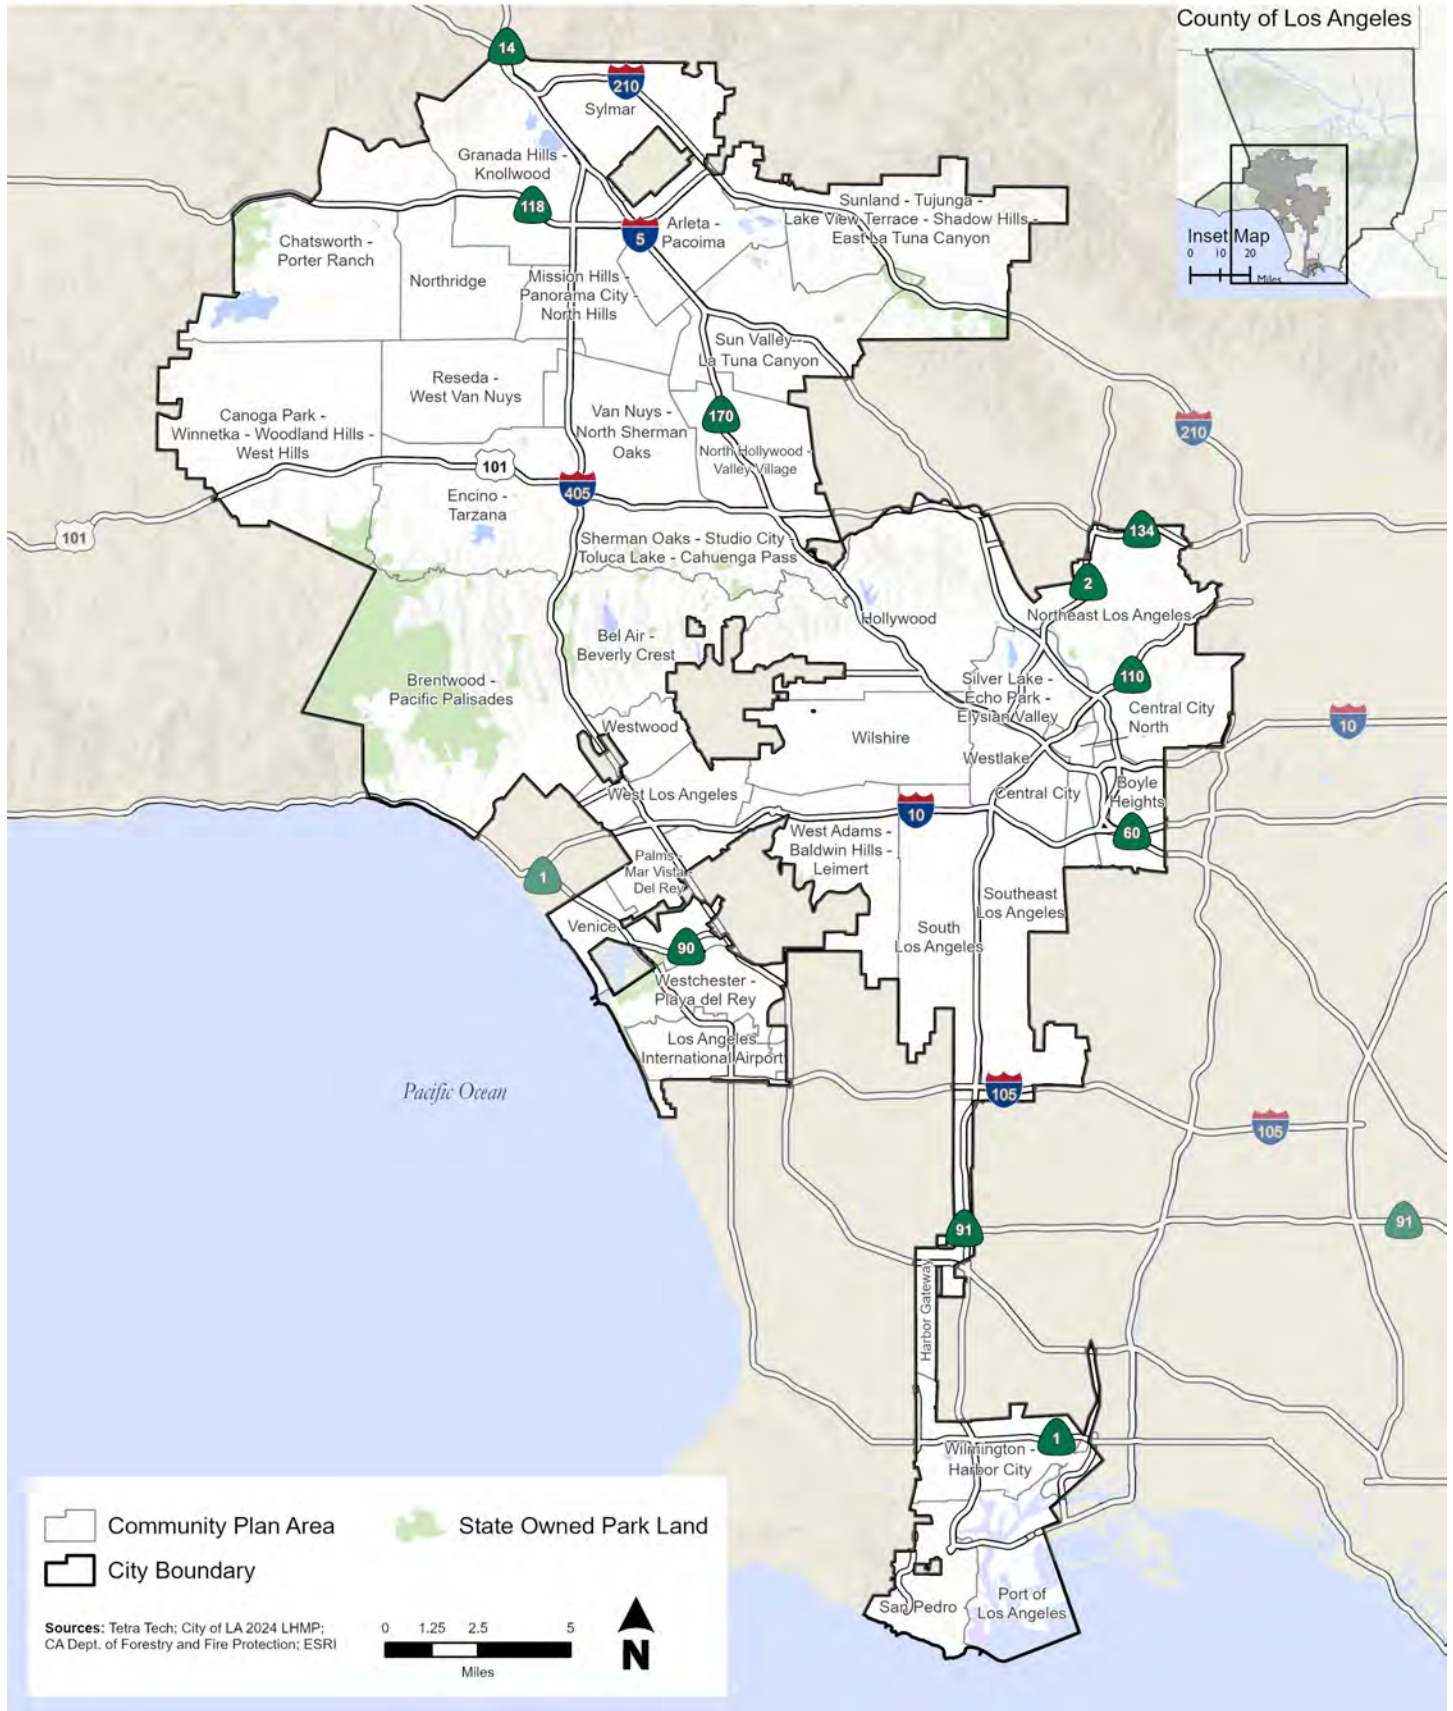 County of Los Angeles
Inset Map
0 10 20
Miles
14
210
Sylmar
Granada Hills -
Knollwood
118
5
Arleta -
Pacoima
Sunland - Tujunga -
Lake View Terrace - Shadow Hills -
East La Tuna Canyon
Chatsworth -
Porter Ranch
Northridge
Mission Hills -
Panorama City -
North Hills
Sun Valley -
La Tuna Canyon
Reseda -
West Van Nuys
Canoga Park -
Winnetka - Woodland Hills -
West Hills
Van Nuys -
North Sherman
Oaks
170
North Hollywood -
Valley Village
210
101
405
Encino -
Tarzana
101
Sherman Oaks - Studio City -
Toluca Lake - Cahuenga Pass
134
2
Northeast Los Angeles
Hollywood
Bel Air -
Beverly Crest
Brentwood -
Pacific Palisades
Silver Lake -
Echo Park -
Elysian Valley
110
Central City
North
10
Westwood
Wilshire
Westlake
Boyle
Heights
Central City
West Los Angeles
10
60
West Adams -
Baldwin Hills -
Leimert
Palms -
Mar Vista -
Del Rey
1
Southeast
Los Angeles
Venice
South
Los Angeles
90
Westchester -
Playa del Rey
Los Angeles
International Airport
Pacific Ocean
105
105
91
91
Harbor Gateway
1
Wilmington -
Harbor City
San Pedro
Port of
Los Angeles
Community Plan Area
State Owned Park Land
City Boundary
Sources: Tetra Tech; City of LA 2024 LHMP;
CA Dept. of Forestry and Fire Protection; ESRI
0 1.25 2.5 5
Miles
N